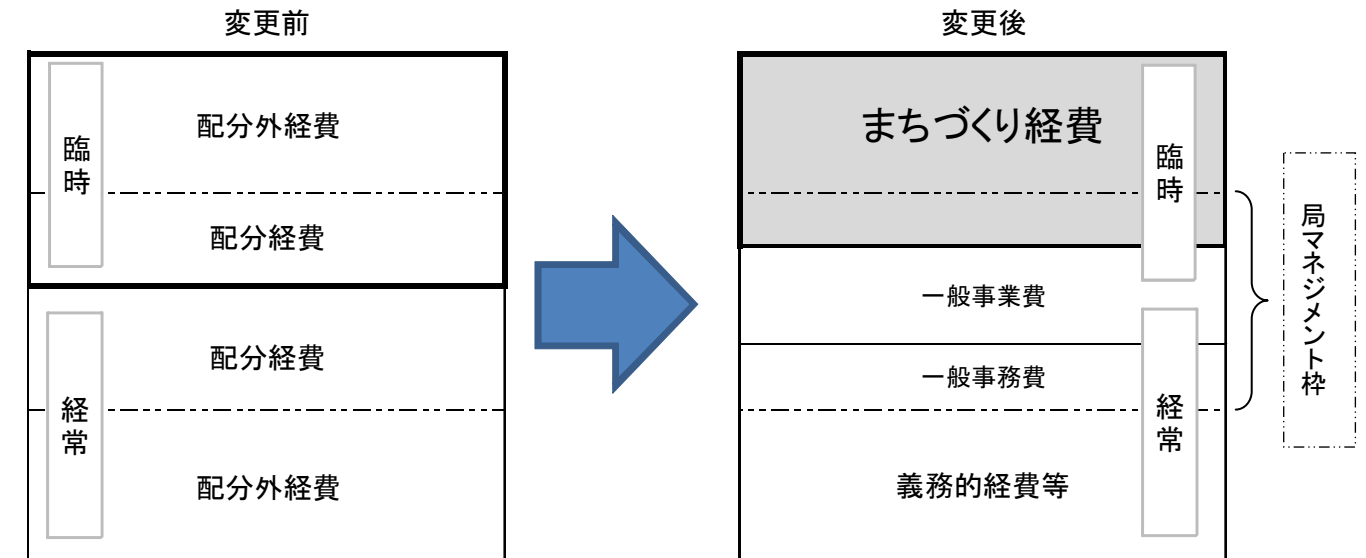 変更前
臨時
配分外経費
配分経費
経常
配分経費
配分外経費
変更後
まちづくり経費
臨時
一般事業費
一般事務費
経常
義務的経費等
局マネジメント枠